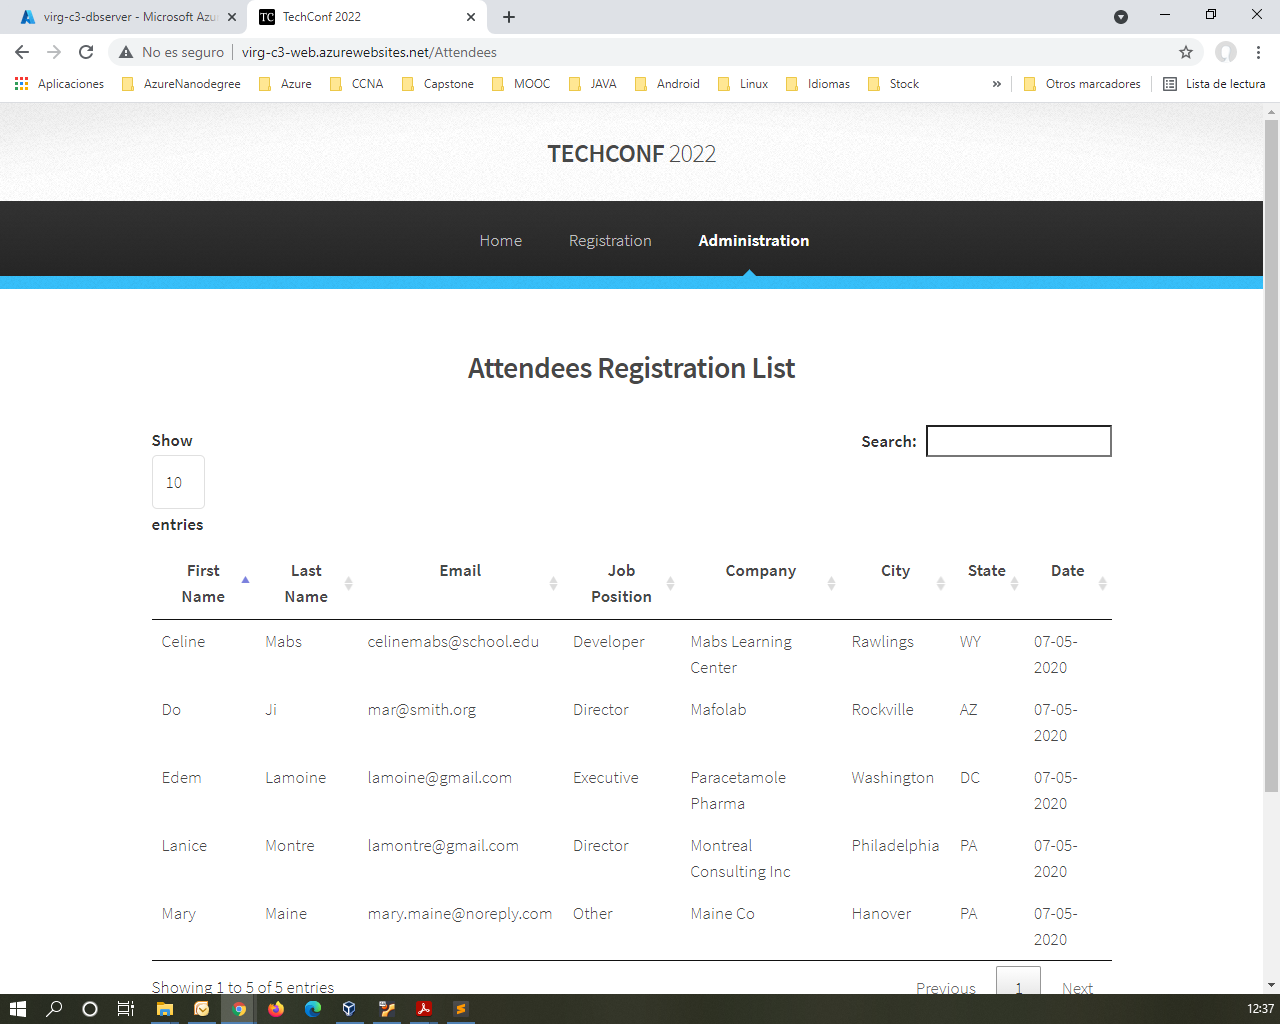 virg-c3-dbserver - Microsoft Azu
TC TechConf 2022
No es seguro virg-c3-web.azurewebsites.net/Attendees
Aplicaciones AzureNanodegree Azure CCNA Capstone MOOC JAVA Android Linux Idiomas Stock » Otros marcadores Lista de lectura
TECHCONF 2022
Home Registration Administration
Attendees Registration List
Show
10
entries
Search:
First Name Last Name Email Job Position Company City State Date
Celine Mabs celinemabs@school.edu Developer Mabs Learning Center Rawlings WY 07-05-2020
Do Ji mar@smith.org Director Mafolab Rockville AZ 07-05-2020
Edem Lamoine lamoine@gmail.com Executive Paracetamole Pharma Washington DC 07-05-2020
Lanice Montre lamontre@gmail.com Director Montreal Consulting Inc Philadelphia PA 07-05-2020
Mary Maine mary.maine@noreply.com Other Maine Co Hanover PA 07-05-2020
Showing 1 to 5 of 5 entries
Previous 1 Next
12:37